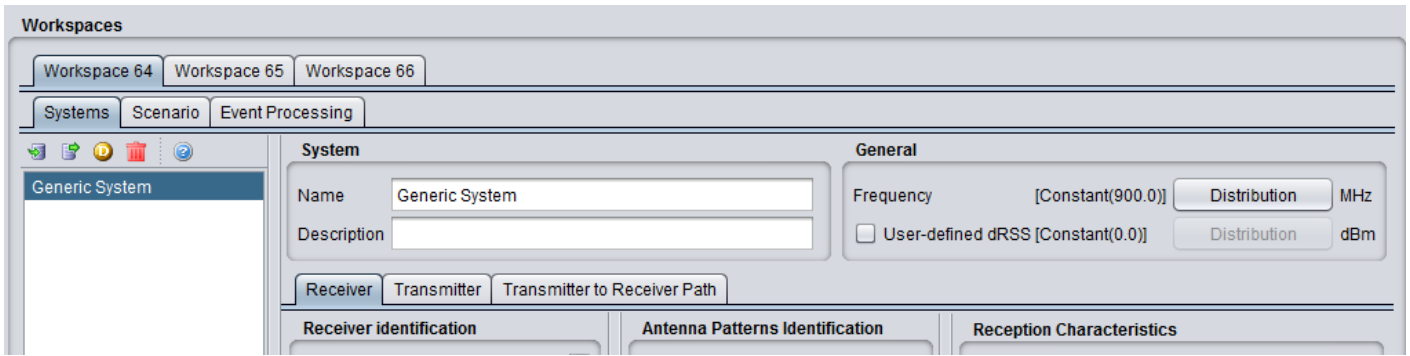 Workspaces
Workspace 64 Workspace 65 Workspace 66
Systems Scenario Event Processing
Generic System
System
Name Generic System
Description
General
Frequency [Constant(900.0)] Distribution MHz
User-defined dRSS [Constant(0.0)] Distribution dBm
Receiver Transmitter Transmitter to Receiver Path
Receiver identification
Antenna Patterns Identification
Reception Characteristics